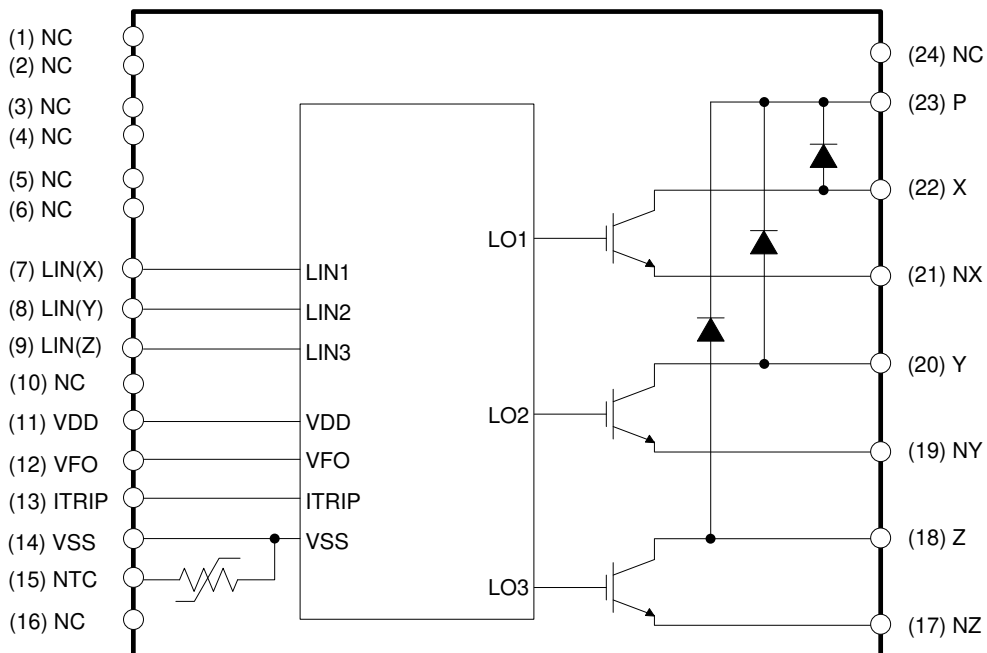 (1) NC
(2) NC
(3) NC
(4) NC
(5) NC
(6) NC
(7) LIN(X)
(8) LIN(Y)
(9) LIN(Z)
(10) NC
(11) VDD
(12) VFO
(13) ITRIP
(14) VSS
(15) NTC
(16) NC
LIN1
LIN2
LIN3
VDD
VFO
ITRIP
VSS
LO1
LO2
LO3
(24) NC
(23) P
(22) X
(21) NX
(20) Y
(19) NY
(18) Z
(17) NZ